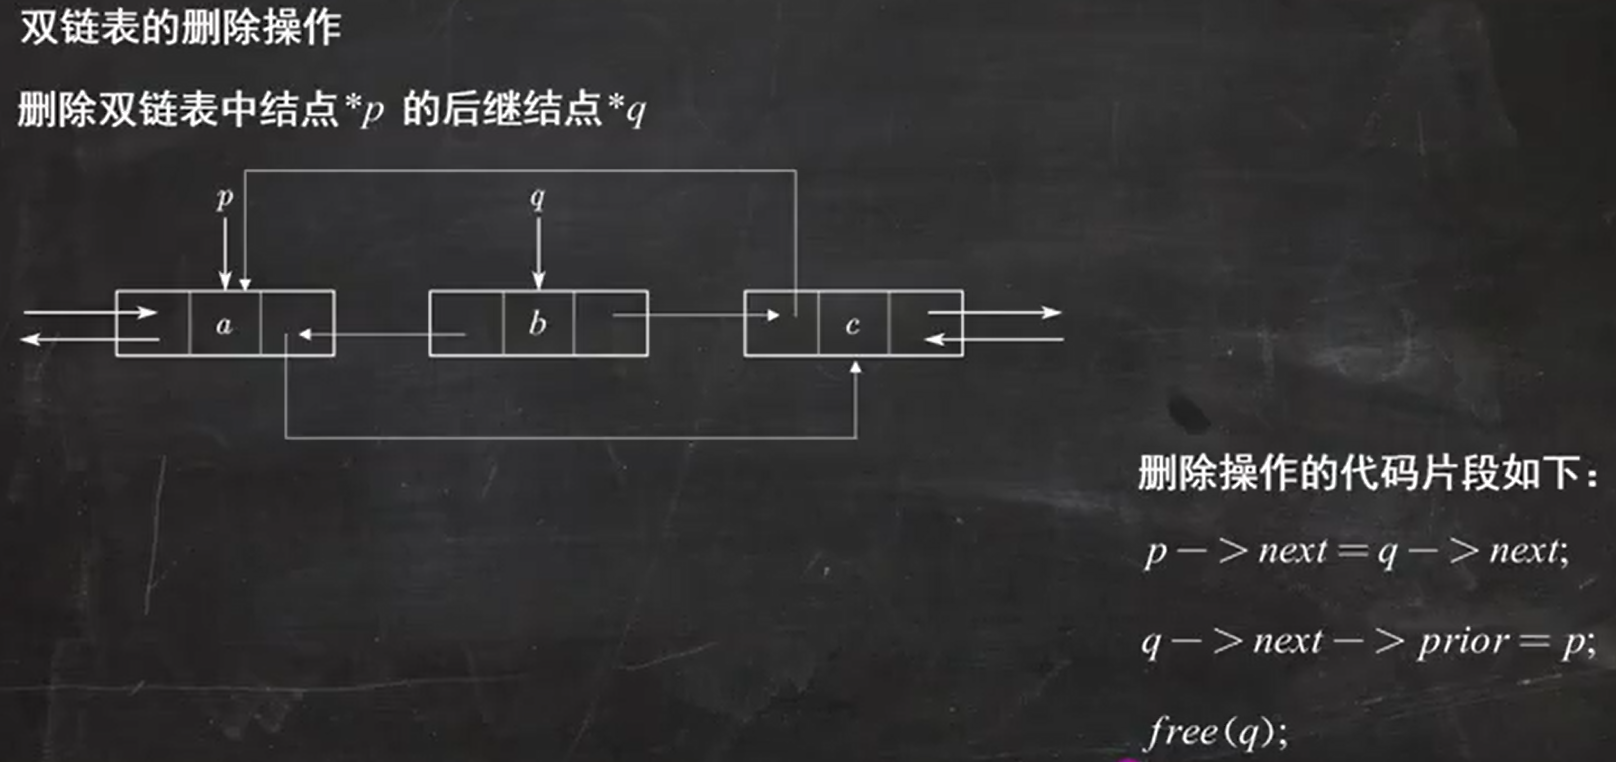 双链表的删除操作
删除双链表中结点*p 的后继结点*q
p q
a b c
删除操作的代码片段如下：
p－＞next＝q－＞next;
q－＞next－＞prior＝p;
free(q);